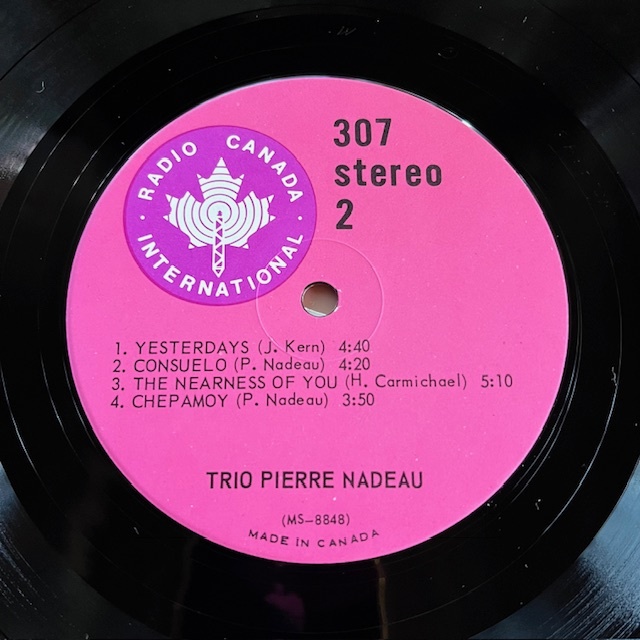 RADIO CANADA
INTERNATIONAL
307
stereo
2
1. YESTERDAYS (J. Kern) 4:40
2. CONSUELO (P. Nadeau) 4:20
3. THE NEARNESS OF YOU (H. Carmichael) 5:10
4. CHEPAMOY (P. Nadeau) 3:50
TRIO PIERRE NADEAU
(MS-8848)
MADE IN CANADA